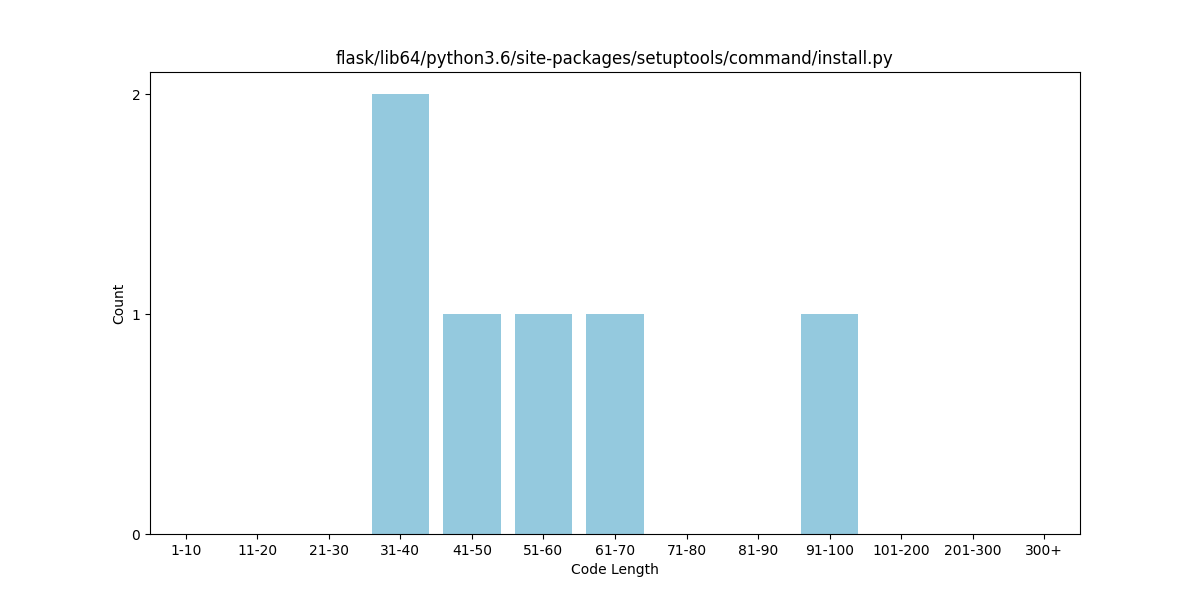 flask/lib64/python3.6/site-packages/setuptools/command/install.py
2
1
0
Count
1-10 11-20 21-30 31-40 41-50 51-60 61-70 71-80 81-90 91-100 101-200 201-300 300+
Code Length